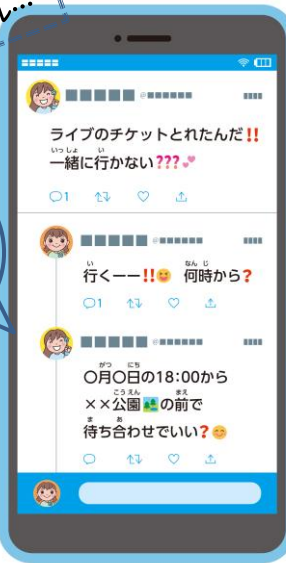 ライブのチケットとれたんだ‼
一緒に行かない???💕
1
行くーー‼😆 何時から?
1
〇月〇日の18:00から
××公園🏞の前で
待ち合わせでいい?😊